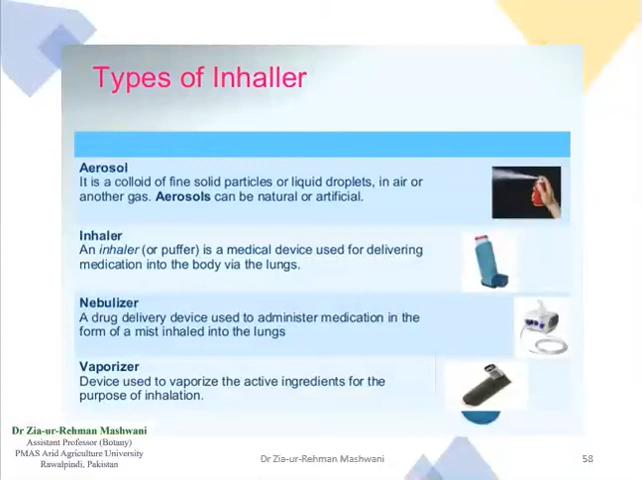 Types of Inhaller
Aerosol
It is a colloid of fine solid particles or liquid droplets, in air or
another gas. Aerosols can be natural or artificial.
Inhaler
An inhaler (or puffer) is a medical device used for delivering
medication into the body via the lungs.
Nebulizer
A drug delivery device used to administer medication in the
form of a mist inhaled into the lungs
Vaporizer
Device used to vaporize the active ingredients for the
purpose of inhalation.
Dr Zia-ur-Rehman Mashwani
Assistant Professor (Botany)
PMAS Arid Agriculture University
Rawalpindi, Pakistan
Dr Zia-ur-Rehman Mashwani
58